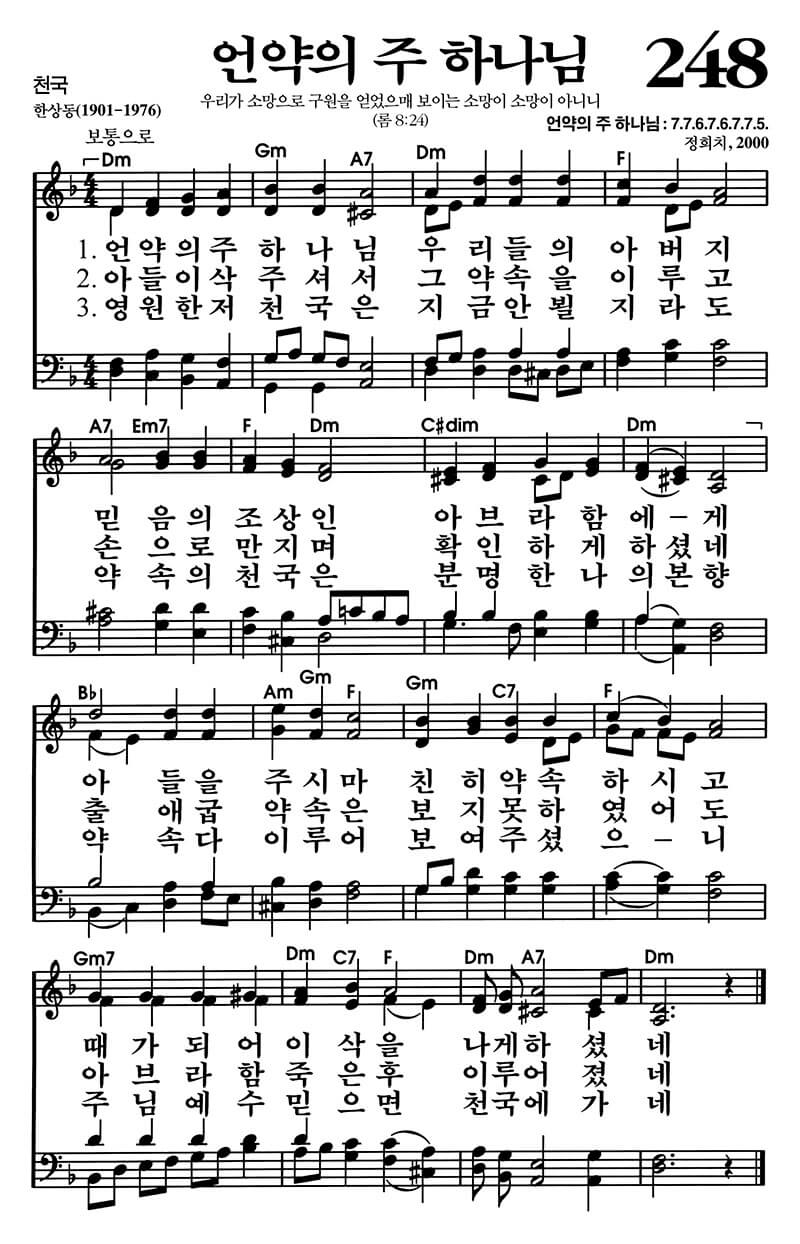 언약의 주 하나님
248
천국
한상동(1901-1976)
우리가 소망으로 구원을 얻었으매 보이는 소망이 소망이 아니니
(롬 8:24)
언약의 주 하나님 : 7.7.6.7.6.7.7.5.
정희치, 2000
보통으로
Dm Gm A7 Dm F
1. 언약의주 하나님 우리들의 아버지
2. 아들이삭 주셔서 그약속을 이루고
3. 영원한저 천국은 지금안뵐 지라도
A7 Em7 F Dm C#dim Dm
믿음의 조상인 아브라함에-게
손으로 만지며 확인하게하셨네
약속의 천국은 분명한나의본향
B♭ Am Gm F Gm C7 F
아들을 주시마 친히약속 하시고
출애굽 약속은 보지못하였어도
약속다 이루어 보여주셨으-니
Gm7 Dm C7 F Dm A7 Dm
때가되어 이삭을 나게하셨네
아브라함 죽은후 이루어졌네
주님예수 믿으면 천국에가네